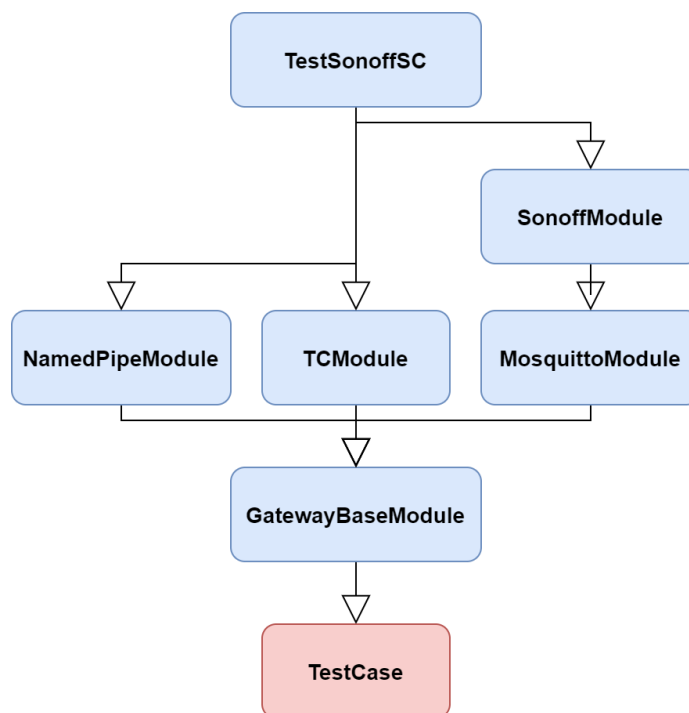 TestSonoffSC
SonoffModule
NamedPipeModule
TCModule
MosquittoModule
GatewayBaseModule
TestCase